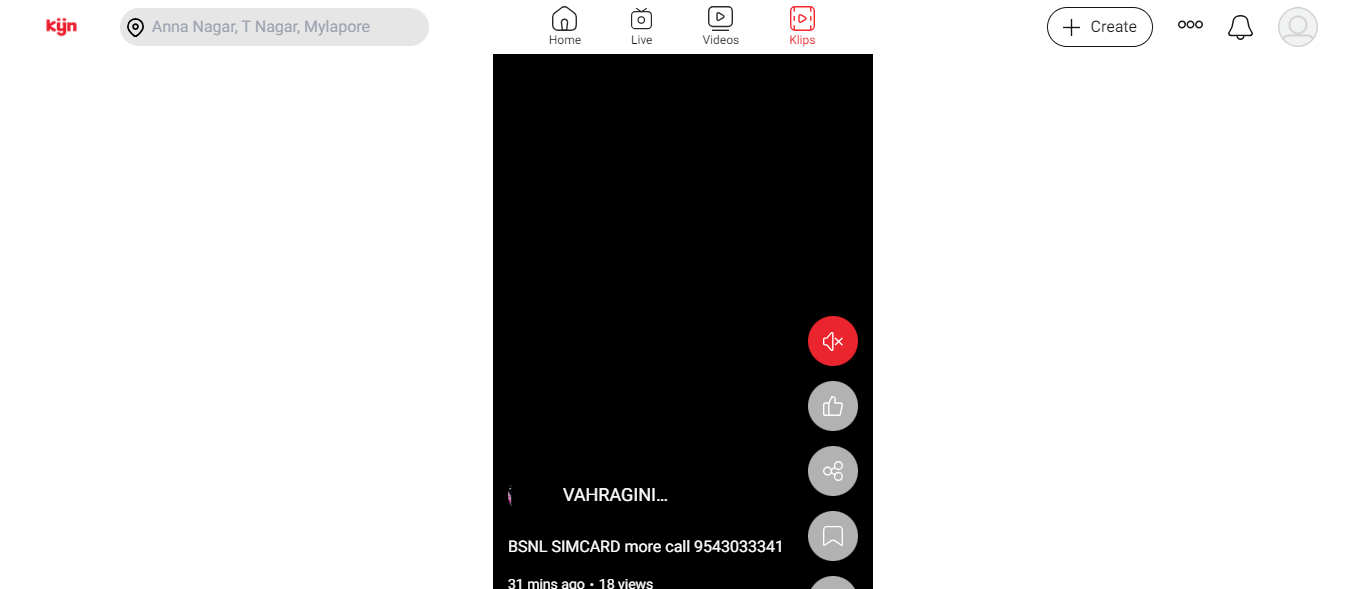 kyn
Anna Nagar, T Nagar, Mylapore
Home
Live
Videos
Klips
Create
VAHRAGINI...
BSNL SIMCARD more call 9543033341
31 mins ago • 18 views